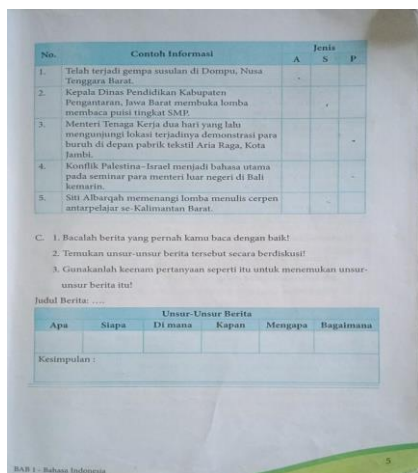 No. Contoh Informasi Jenis
A S P
1. Telah terjadi gempa susulan di Dompu, Nusa
Tenggara Barat.
2. Kepala Dinas Pendidikan Kabupaten
Pengantaran, Jawa Barat membuka lomba
membaca puisi tingkat SMP.
3. Menteri Tenaga Kerja dua hari yang lalu
mengunjungi lokasi terjadinya demonstrasi para
buruh di depan pabrik tekstil Aria Raga, Kota
Jambi.
4. Konflik Palestina-Israel menjadi bahasa utama
pada seminar para menteri luar negeri di Bali
kemarin.
5. Siti Albarqah memenangi lomba menulis cerpen
antarpelajar se-Kalimantan Barat.
C. 1. Bacalah berita yang pernah kamu baca dengan baik!
2. Temukan unsur-unsur berita tersebut secara berdiskusi!
3. Gunakanlah keenam pertanyaan seperti itu untuk menemukan unsur-
unsur berita itu!
Judul Berita: ....
Unsur-Unsur Berita
Apa Siapa Di mana Kapan Mengapa Bagaimana
Kesimpulan :
BAB I - Bahasa Indonesia
5